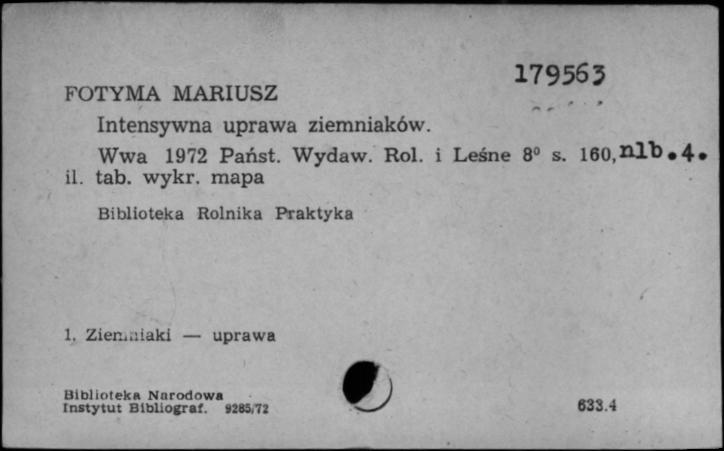 179563
FOTYMA MARIUSZ
Intensywna uprawa ziemniaków.
Wwa 1972 Państ. Wydaw. Rol. i Leśne 8⁰ s. 160, nlb.4.
il. tab. wykr. mapa
Biblioteka Rolnika Praktyka
1. Ziemniaki — uprawa
Biblioteka Narodowa
Instytut Bibliograf. 9285/72
633.4